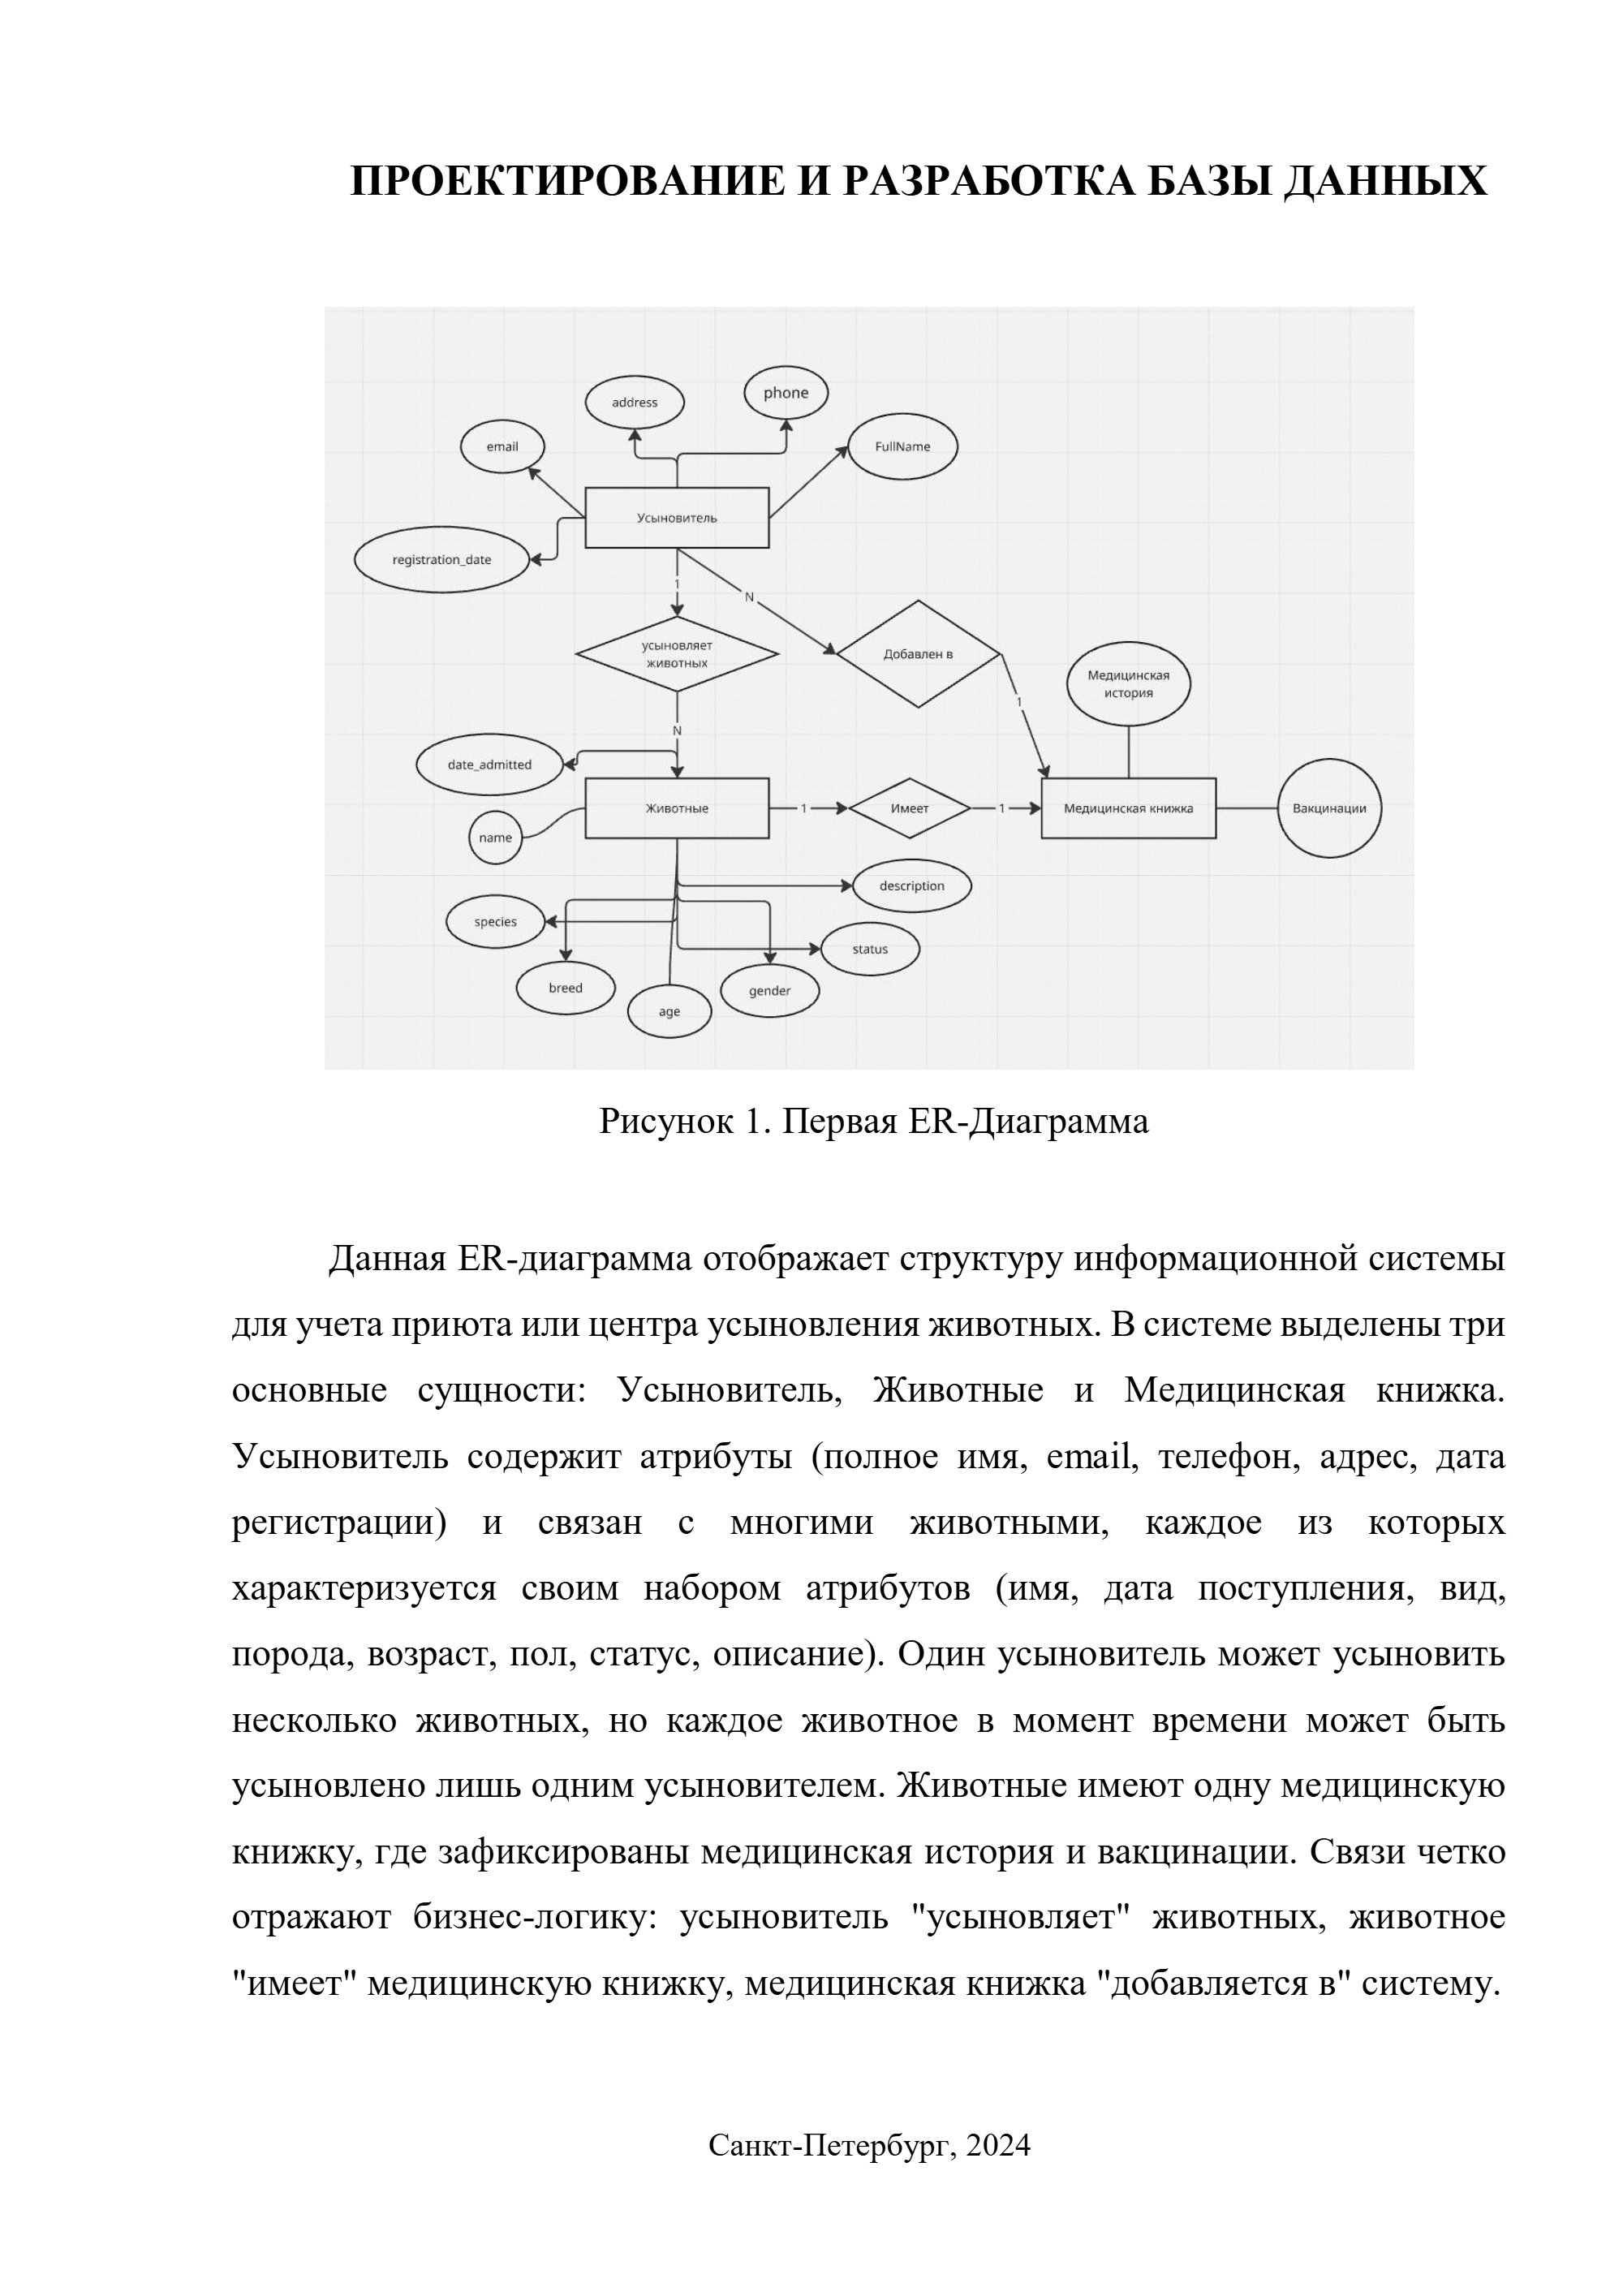 ПРОЕКТИРОВАНИЕ И РАЗРАБОТКА БАЗЫ ДАННЫХ
address
phone
email
FullName
Усыновитель
registration_date
1
N
усыновляет
животных
Добавлен в
Медицинская
история
1
N
date_admitted
Животные
1
Имеет
1
Медицинская книжка
Вакцинации
name
description
species
status
breed
gender
age
Рисунок 1. Первая ER-Диаграмма
Данная ER-диаграмма отображает структуру информационной системы
для учета приюта или центра усыновления животных. В системе выделены три
основные сущности: Усыновитель, Животные и Медицинская книжка.
Усыновитель содержит атрибуты (полное имя, email, телефон, адрес, дата
регистрации) и связан с многими животными, каждое из которых
характеризуется своим набором атрибутов (имя, дата поступления, вид,
порода, возраст, пол, статус, описание). Один усыновитель может усыновить
несколько животных, но каждое животное в момент времени может быть
усыновлено лишь одним усыновителем. Животные имеют одну медицинскую
книжку, где зафиксированы медицинская история и вакцинации. Связи четко
отражают бизнес-логику: усыновитель "усыновляет" животных, животное
"имеет" медицинскую книжку, медицинская книжка "добавляется в" систему.
Санкт-Петербург, 2024